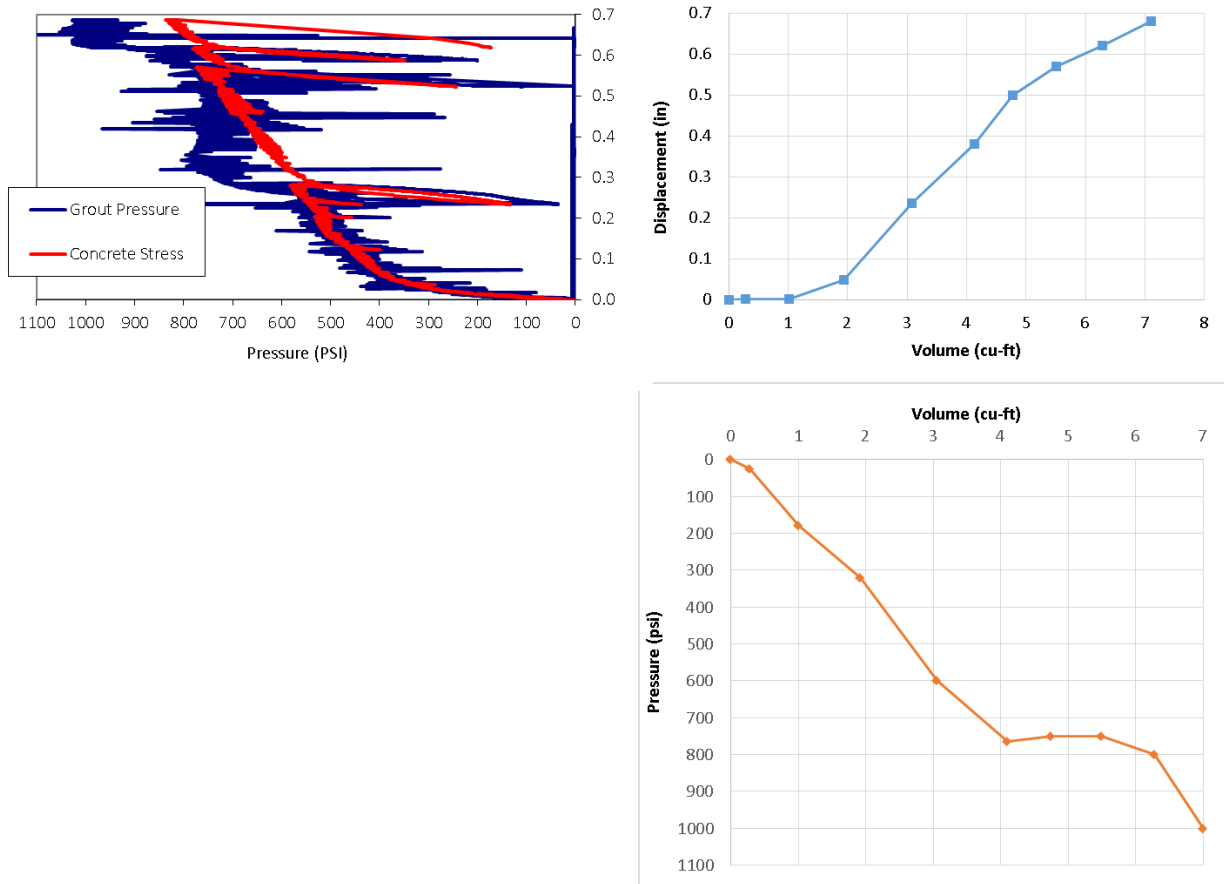 0.7
0.6
0.5
0.4
0.3
0.2
0.1
0.0
Grout Pressure
Concrete Stress
1100 1000 900 800 700 600 500 400 300 200 100 0
Pressure (PSI)
0.7
0.6
0.5
0.4
0.3
0.2
0.1
0
Displacement (in)
0 1 2 3 4 5 6 7 8
Volume (cu-ft)
Volume (cu-ft)
0 1 2 3 4 5 6 7
0
100
200
300
400
500
600
700
800
900
1000
1100
Pressure (psi)